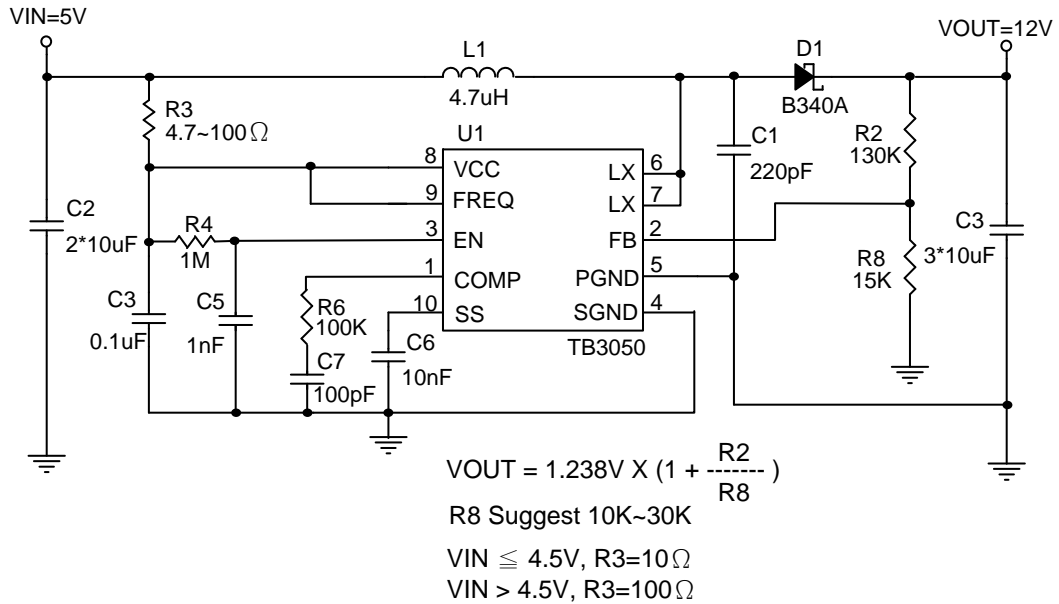 VIN=5V
VOUT=12V
L1
4.7uH
D1
B340A
R3
4.7~100Ω
U1
C1
220pF
R2
130K
8
VCC
9
FREQ
3
EN
1
COMP
10
SS
LX
6
LX
7
FB
2
PGND
5
SGND
4
TB3050
C2
2*10uF
R4
1M
C3
0.1uF
C5
1nF
R6
100K
C7
100pF
C6
10nF
R8
15K
C3
3*10uF
VOUT = 1.238V X (1 + R2
------- )
R8
R8 Suggest 10K~30K
VIN ≦ 4.5V, R3=10Ω
VIN > 4.5V, R3=100Ω